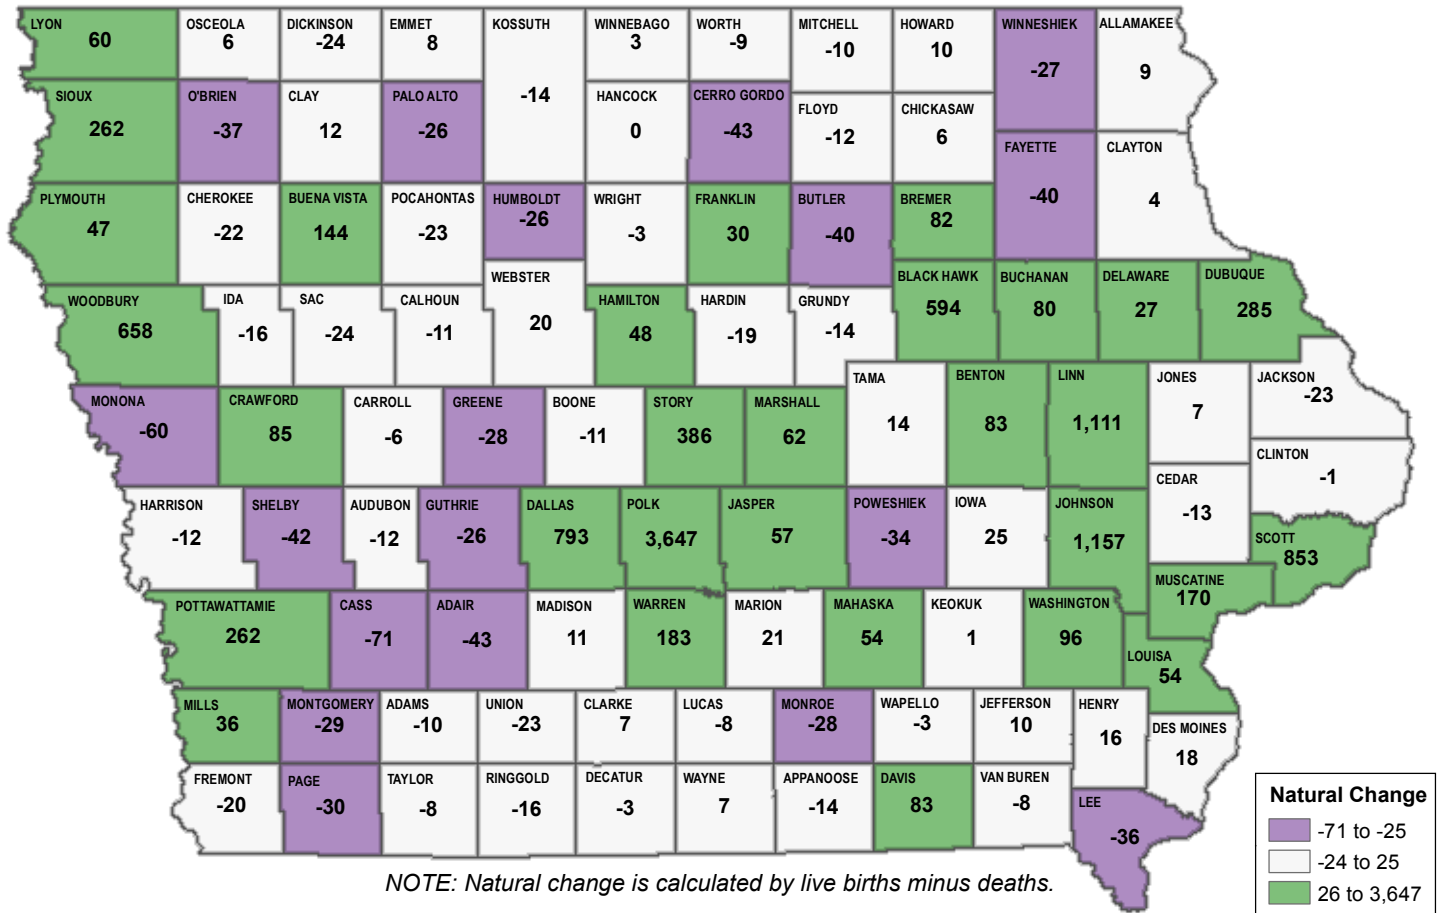 LYON
60
OSCEOLA
6
DICKINSON
-24
EMMET
8
KOSSUTH
-14
WINNEBAGO
3
WORTH
-9
MITCHELL
-10
HOWARD
10
WINNESHIEK
-27
ALLAMAKEE
9
SIOUX
262
O'BRIEN
-37
CLAY
12
PALO ALTO
-26
HANCOCK
0
CERRO GORDO
-43
FLOYD
-12
CHICKASAW
6
FAYETTE
-40
CLAYTON
4
PLYMOUTH
47
CHEROKEE
-22
BUENA VISTA
144
POCAHONTAS
-23
HUMBOLDT
-26
WRIGHT
-3
FRANKLIN
30
BUTLER
-40
BREMER
82
WOODBURY
658
IDA
-16
SAC
-24
CALHOUN
-11
WEBSTER
20
HAMILTON
48
HARDIN
-19
GRUNDY
-14
BLACK HAWK
594
BUCHANAN
80
DELAWARE
27
DUBUQUE
285
MONONA
-60
CRAWFORD
85
CARROLL
-6
GREENE
-28
BOONE
-11
STORY
386
MARSHALL
62
TAMA
14
BENTON
83
LINN
1,111
JONES
7
JACKSON
-23
CLINTON
-1
HARRISON
-12
SHELBY
-42
AUDUBON
-12
GUTHRIE
-26
DALLAS
793
POLK
3,647
JASPER
57
POWESHIEK
-34
IOWA
25
JOHNSON
1,157
CEDAR
-13
SCOTT
853
MUSCATINE
170
POTTAWATTAMIE
262
CASS
-71
ADAIR
-43
MADISON
11
WARREN
183
MARION
21
MAHASKA
54
KEOKUK
1
WASHINGTON
96
LOUISA
54
MILLS
36
MONTGOMERY
-29
ADAMS
-10
UNION
-23
CLARKE
7
LUCAS
-8
MONROE
-28
WAPELLO
-3
JEFFERSON
10
HENRY
16
DES MOINES
18
FREMONT
-20
PAGE
-30
TAYLOR
-8
RINGGOLD
-16
DECATUR
-3
WAYNE
7
APPANOOSE
-14
DAVIS
83
VAN BUREN
-8
LEE
-36
Natural Change
-71 to -25
-24 to 25
26 to 3,647
NOTE: Natural change is calculated by live births minus deaths.